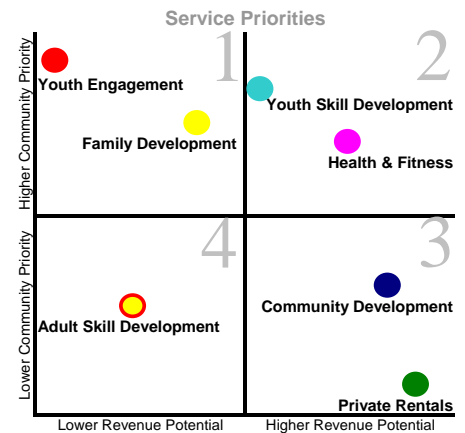 Service Priorities
Higher Community Priority
1
2
Youth Engagement
Youth Skill Development
Family Development
Health & Fitness
Lower Community Priority
4
3
Community Development
Adult Skill Development
Private Rentals
Lower Revenue Potential
Higher Revenue Potential